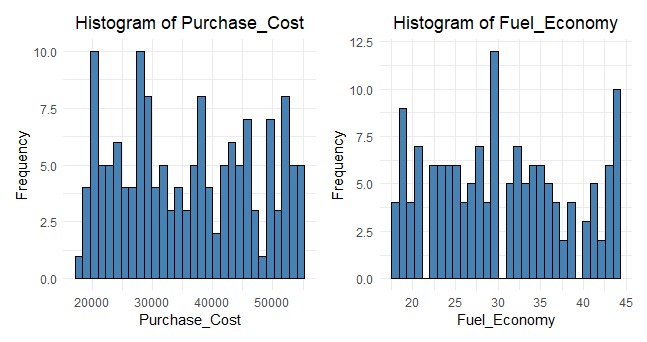 Histogram of Purchase_Cost
Frequency
10.0
7.5
5.0
2.5
0.0
20000 30000 40000 50000
Purchase_Cost
Histogram of Fuel_Economy
Frequency
12.5
10.0
7.5
5.0
2.5
0.0
20 25 30 35 40 45
Fuel_Economy